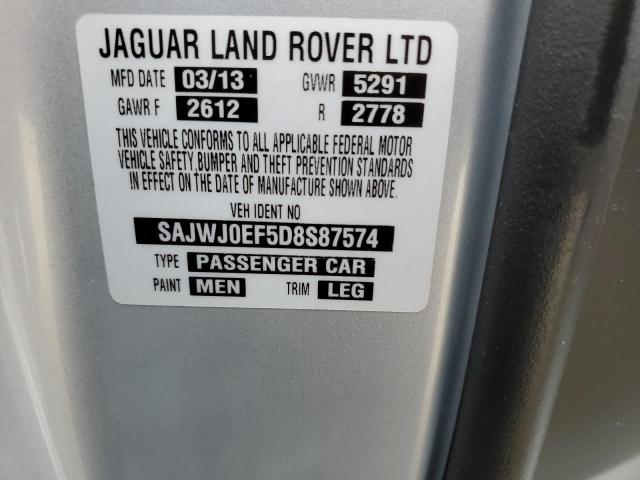 JAGUAR LAND ROVER LTD
MFD DATE 03/13 GVWR 5291
GAWR F 2612 R 2778
THIS VEHICLE CONFORMS TO ALL APPLICABLE FEDERAL MOTOR
VEHICLE SAFETY BUMPER AND THEFT PREVENTION STANDARDS
IN EFFECT ON THE DATE OF MANUFACTURE SHOWN ABOVE.
VEH IDENT NO
SAJWJ0EF5D8S87574
TYPE PASSENGER CAR
PAINT MEN TRIM LEG